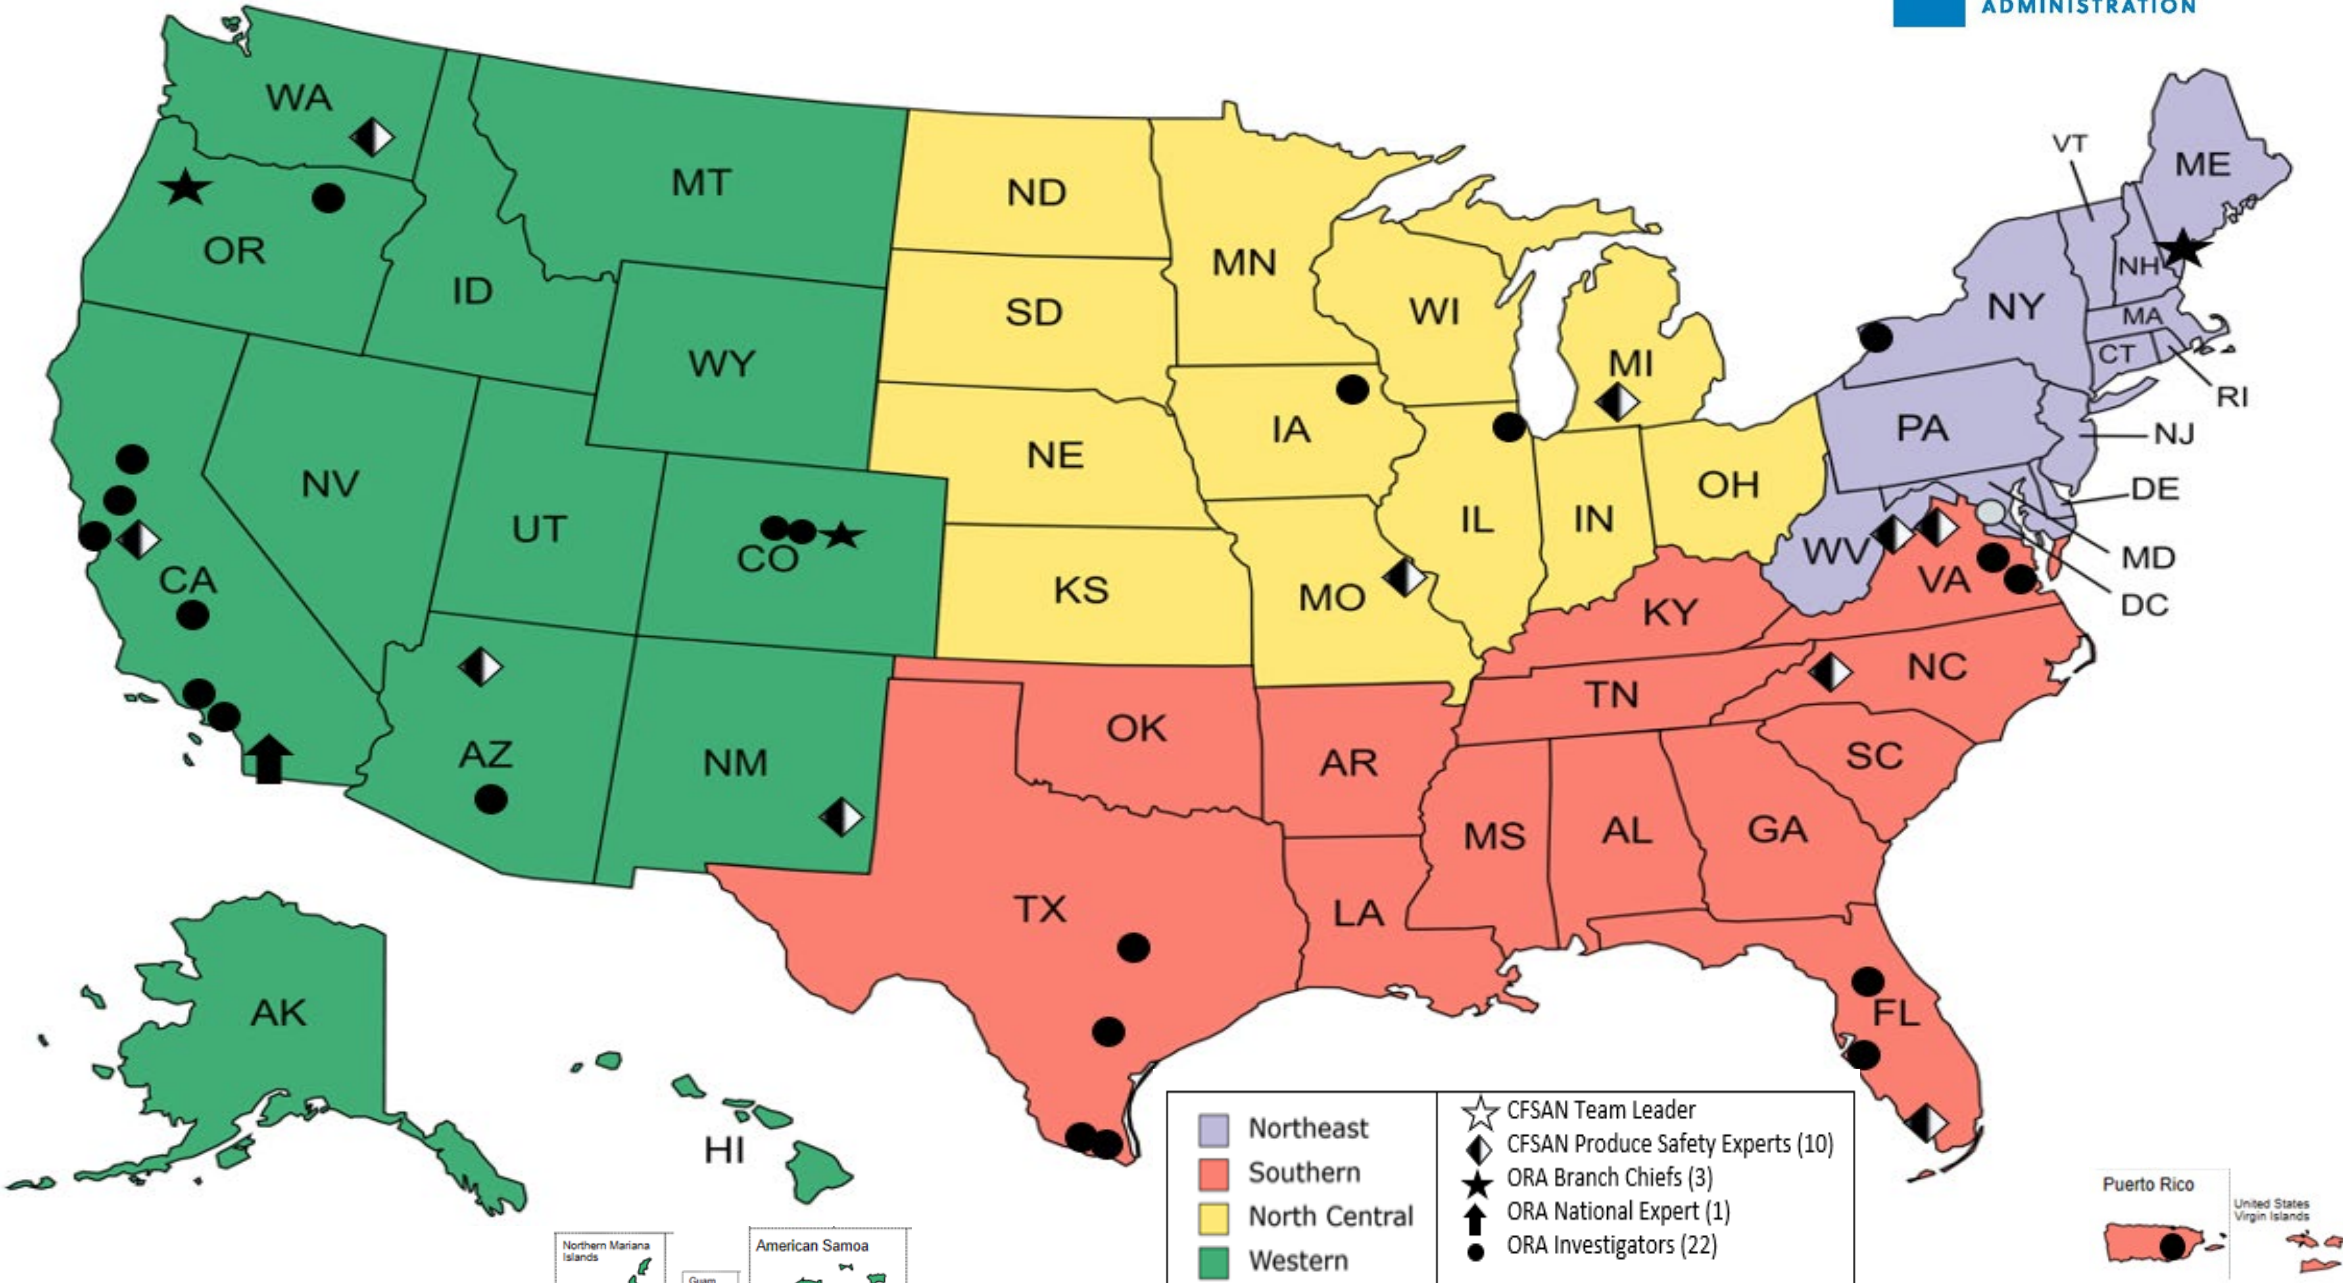 ADMINISTRATION
WA
MT
ND
MN
VT
ME
OR
ID
SD
WI
NH
NY
MA
WY
MI
CT
RI
IA
NE
PA
NJ
NV
OH
DE
UT
IL
IN
CO
WV
MD
CA
KS
MO
VA
DC
KY
NC
TN
AZ
NM
OK
AR
SC
MS
AL
GA
TX
LA
AK
FL
HI
Northeast
Southern
North Central
Western
CFSAN Team Leader
CFSAN Produce Safety Experts (10)
ORA Branch Chiefs (3)
ORA National Expert (1)
ORA Investigators (22)
Puerto Rico
United States
Virgin Islands
Northern Mariana
Islands
Guam
American Samoa